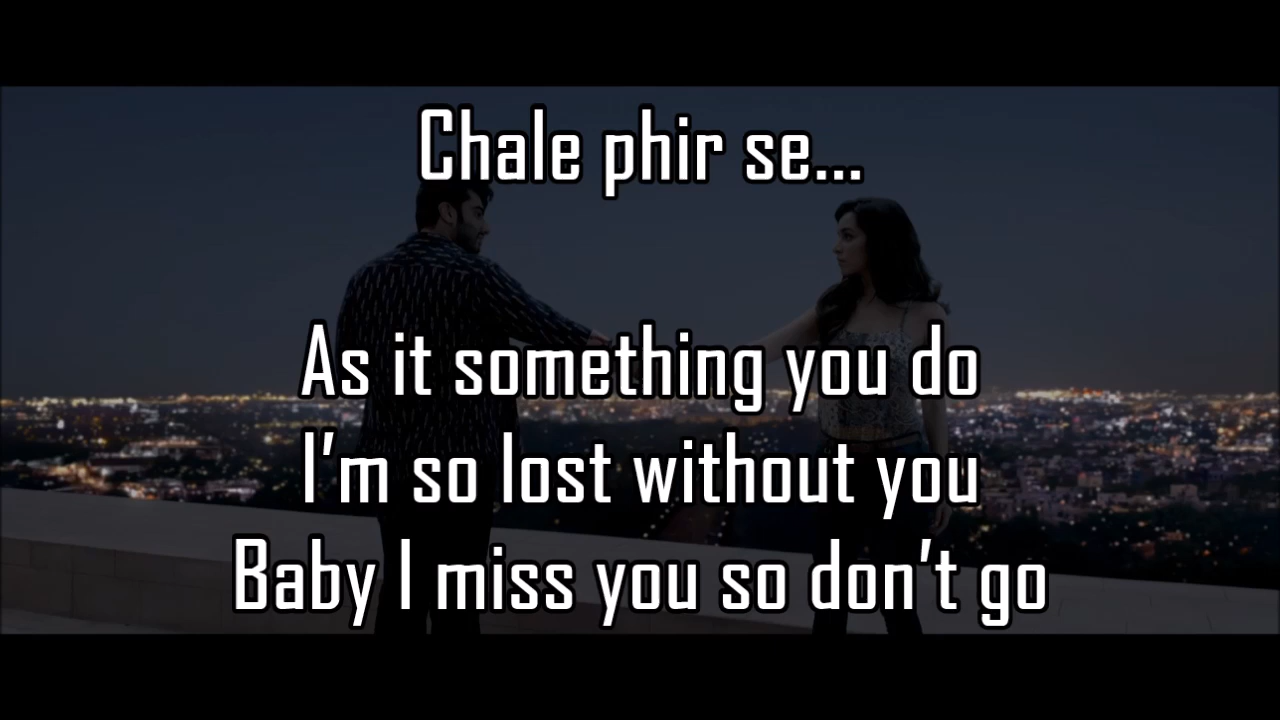 Chale phir se...
As it something you do
I'm so lost without you
Baby I miss you so don't go